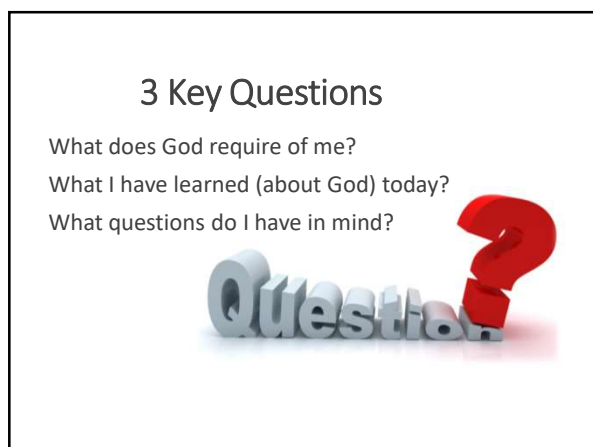 3 Key Questions
What does God require of me?
What I have learned (about God) today?
What questions do I have in mind?
Question?